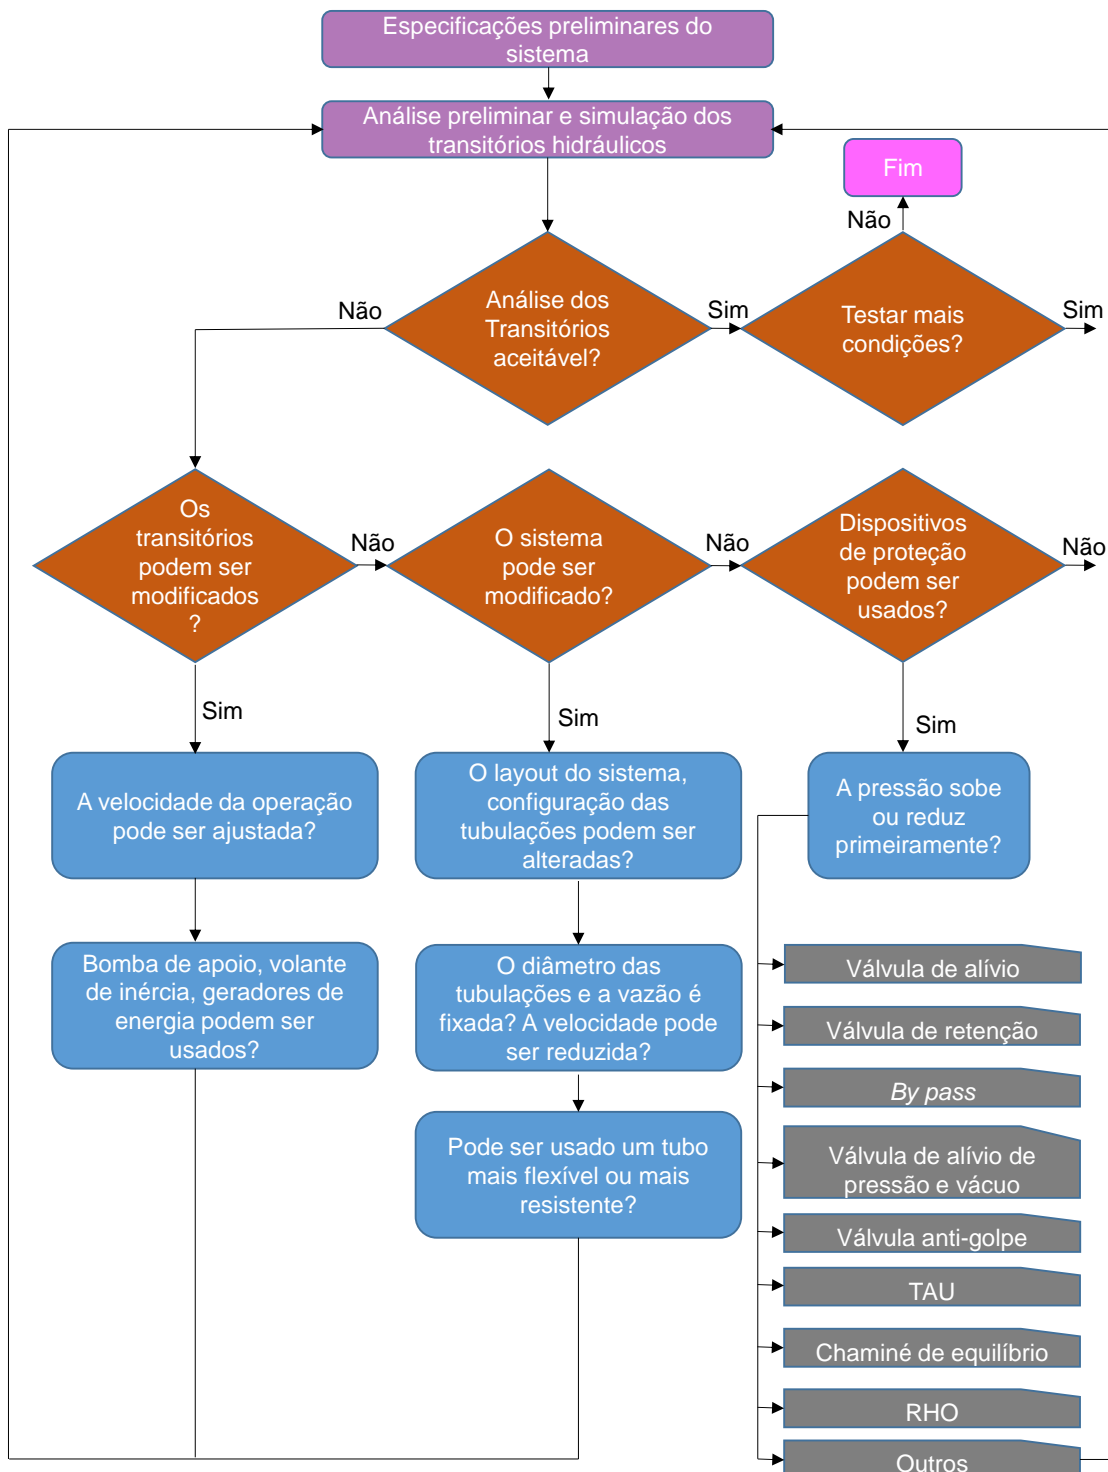 Especificações preliminares do
sistema
Análise preliminar e simulação dos
transitórios hidráulicos
Fim
Não
Análise dos
Transitórios
aceitável?
Não
Sim
Testar mais
condições?
Sim
Os
transitórios
podem ser
modificados
?
Não
O sistema
pode ser
modificado?
Não
Dispositivos
de proteção
podem ser
usados?
Não
Sim
Sim
Sim
A velocidade da operação
pode ser ajustada?
O layout do sistema,
configuração das
tubulações podem ser
alteradas?
A pressão sobe
ou reduz
primeiramente?
Bomba de apoio, volante
de inércia, geradores de
energia podem ser
usados?
O diâmetro das
tubulações e a vazão é
fixada? A velocidade pode
ser reduzida?
Pode ser usado um tubo
mais flexível ou mais
resistente?
Válvula de alívio
Válvula de retenção
By pass
Válvula de alívio de
pressão e vácuo
Válvula anti-golpe
TAU
Chaminé de equilíbrio
RHO
Outros